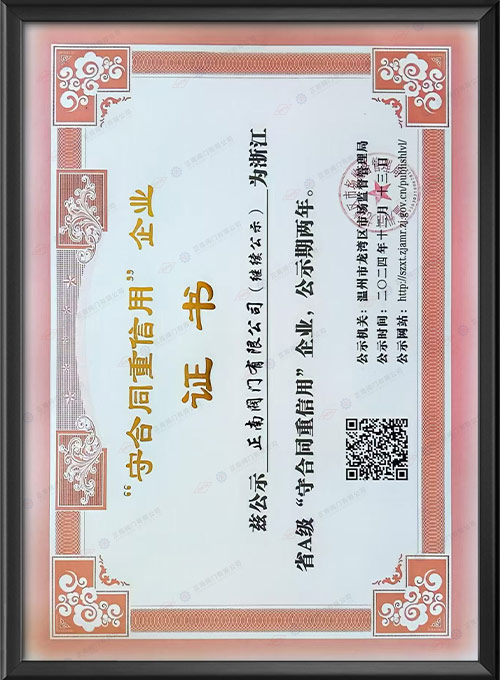 “守合同重信用”企业
证书
兹公示 正南阀门有限公司（继续公示） 为浙江
省A级“守合同重信用”企业，公示期两年。
公示机关：温州市龙湾区市场监督管理局
公示时间：二〇二四年十二月十三日
公示网站：http://szxt.zjamr.zj.gov.cn/publishlvl/